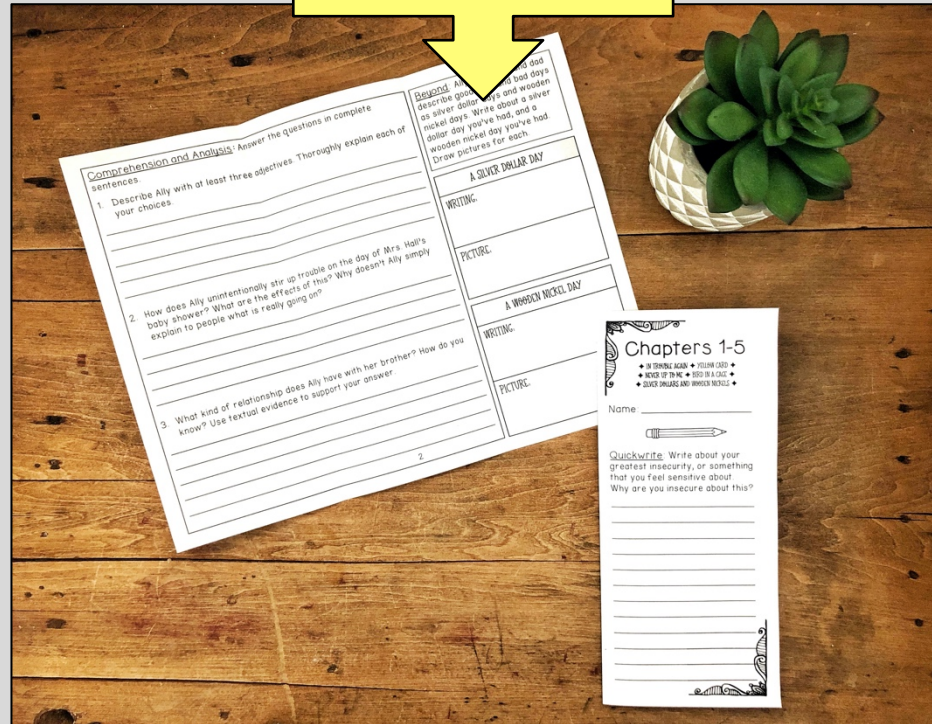 Comprehension and Analysis: Answer the questions in complete
sentences.
1. Describe Ally with at least three adjectives. Thoroughly explain each of
your choices.
2. How does Ally unintentionally stir up trouble on the day of Mrs. Hall's
baby shower? What are the effects of this? Why doesn't Ally simply
explain to people what is really going on?
3. What kind of relationship does Ally have with her brother? How do you
know? Use textual evidence to support your answer.
2
Beyond: dad
describe bad days
as silver dollar days and wooden
nickel days. Write about a silver
dollar day you've had, and a
wooden nickel day you've had.
Draw pictures for each.
A SILVER DOLLAR DAY
WRITING:
PICTURE:
A WOODEN NICKEL DAY
WRITING:
PICTURE:
Chapters 1-5
IN TROUBLE AGAIN YELLOW CARD
NEVER UP TO ME BIRD IN A CAGE
SILVER DOLLARS AND WOODEN NICKELS
Name
Quickwrite: Write about your
greatest insecurity, or something
that you feel sensitive about.
Why are you insecure about this?